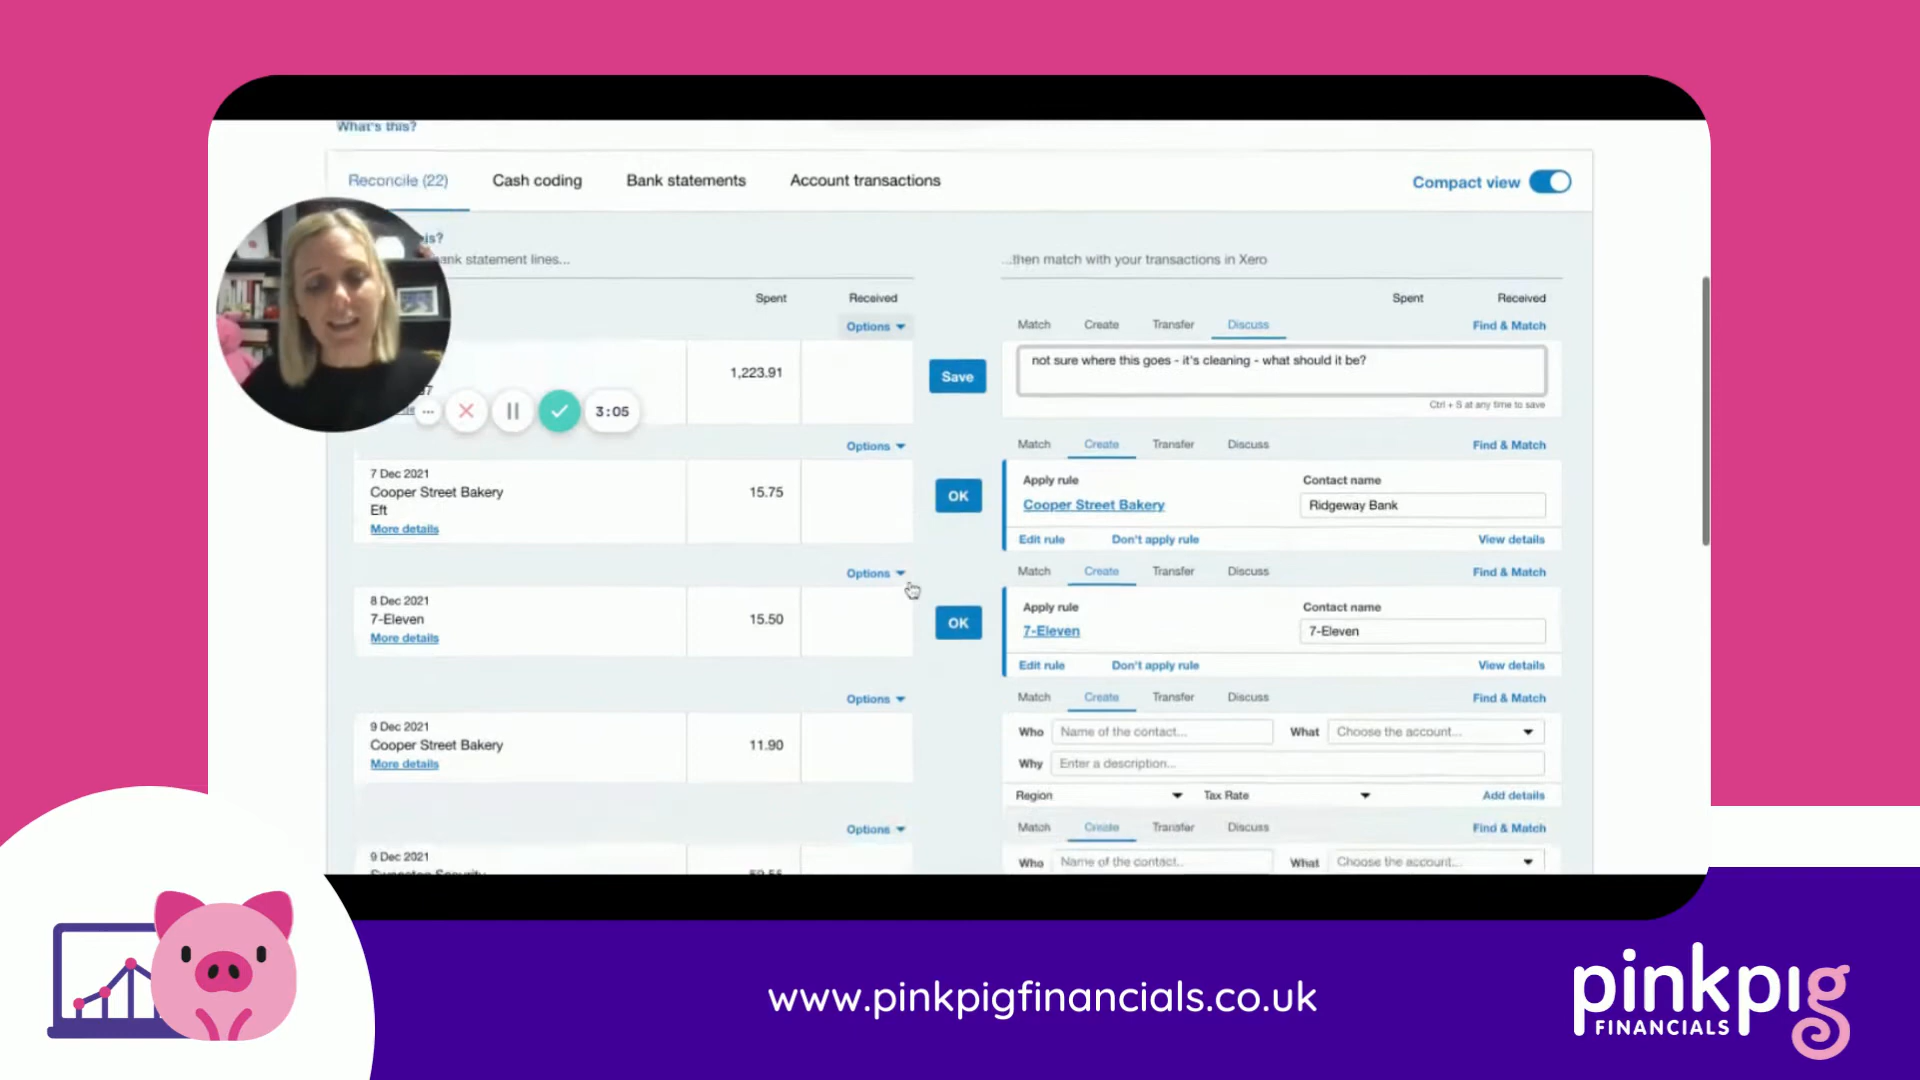 What's this?
Reconcile (22) Cash coding Bank statements Account transactions Compact view
bank statement lines... ...then match with your transactions in Xero
Spent Received Spent Received
Options Match Create Transfer Discuss Find & Match
1,223.91 Save not sure where this goes - it's cleaning - what should it be?
Ctrl + S at any time to save
3:05
Options Match Create Transfer Discuss Find & Match
7 Dec 2021
Cooper Street Bakery
Eft
More details
15.75 OK
Apply rule Contact name
Cooper Street Bakery Ridgeway Bank
Edit rule Don't apply rule View details
Options Match Create Transfer Discuss Find & Match
8 Dec 2021
7-Eleven
More details
15.50 OK
Apply rule Contact name
7-Eleven 7-Eleven
Edit rule Don't apply rule View details
Options Match Create Transfer Discuss Find & Match
9 Dec 2021
Cooper Street Bakery
More details
11.90
Who Name of the contact... What Choose the account...
Why Enter a description...
Region Tax Rate Add details
Options Match Create Transfer Discuss Find & Match
9 Dec 2021
Who Name of the contact... What Choose the account...
www.pinkpigfinancials.co.uk
pinkpig
FINANCIALS